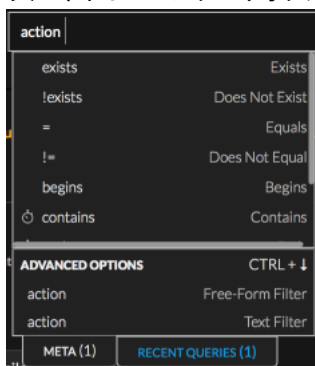 action
exists Exists
!exists Does Not Exist
= Equals
!= Does Not Equal
begins Begins
contains Contains
ADVANCED OPTIONS CTRL + ↓
action Free-Form Filter
action Text Filter
META (1) RECENT QUERIES (1)